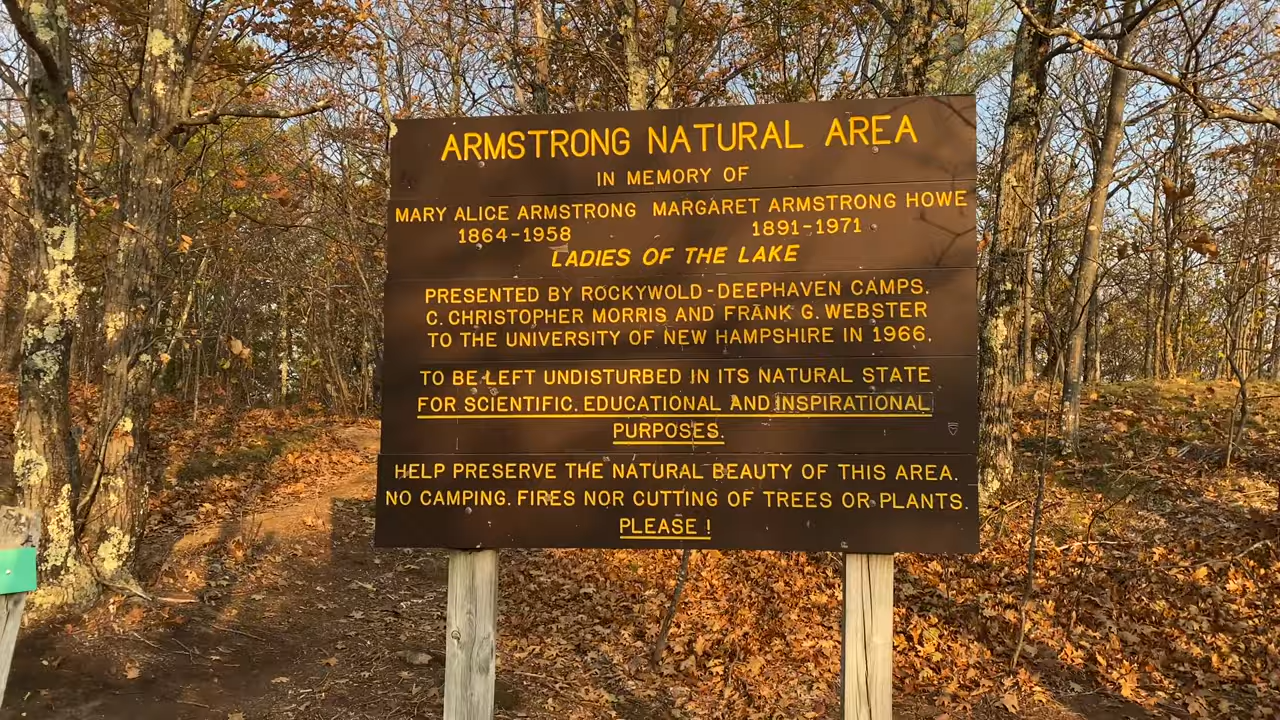 ARMSTRONG NATURAL AREA
IN MEMORY OF
MARY ALICE ARMSTRONG MARGARET ARMSTRONG HOWE
1864-1958 1891-1971
LADIES OF THE LAKE
PRESENTED BY ROCKYWOLD-DEEPHAVEN CAMPS.
C. CHRISTOPHER MORRIS AND FRANK G. WEBSTER
TO THE UNIVERSITY OF NEW HAMPSHIRE IN 1966.
TO BE LEFT UNDISTURBED IN ITS NATURAL STATE
FOR SCIENTIFIC. EDUCATIONAL AND INSPIRATIONAL
PURPOSES.
HELP PRESERVE THE NATURAL BEAUTY OF THIS AREA.
NO CAMPING. FIRES NOR CUTTING OF TREES OR PLANTS.
PLEASE !